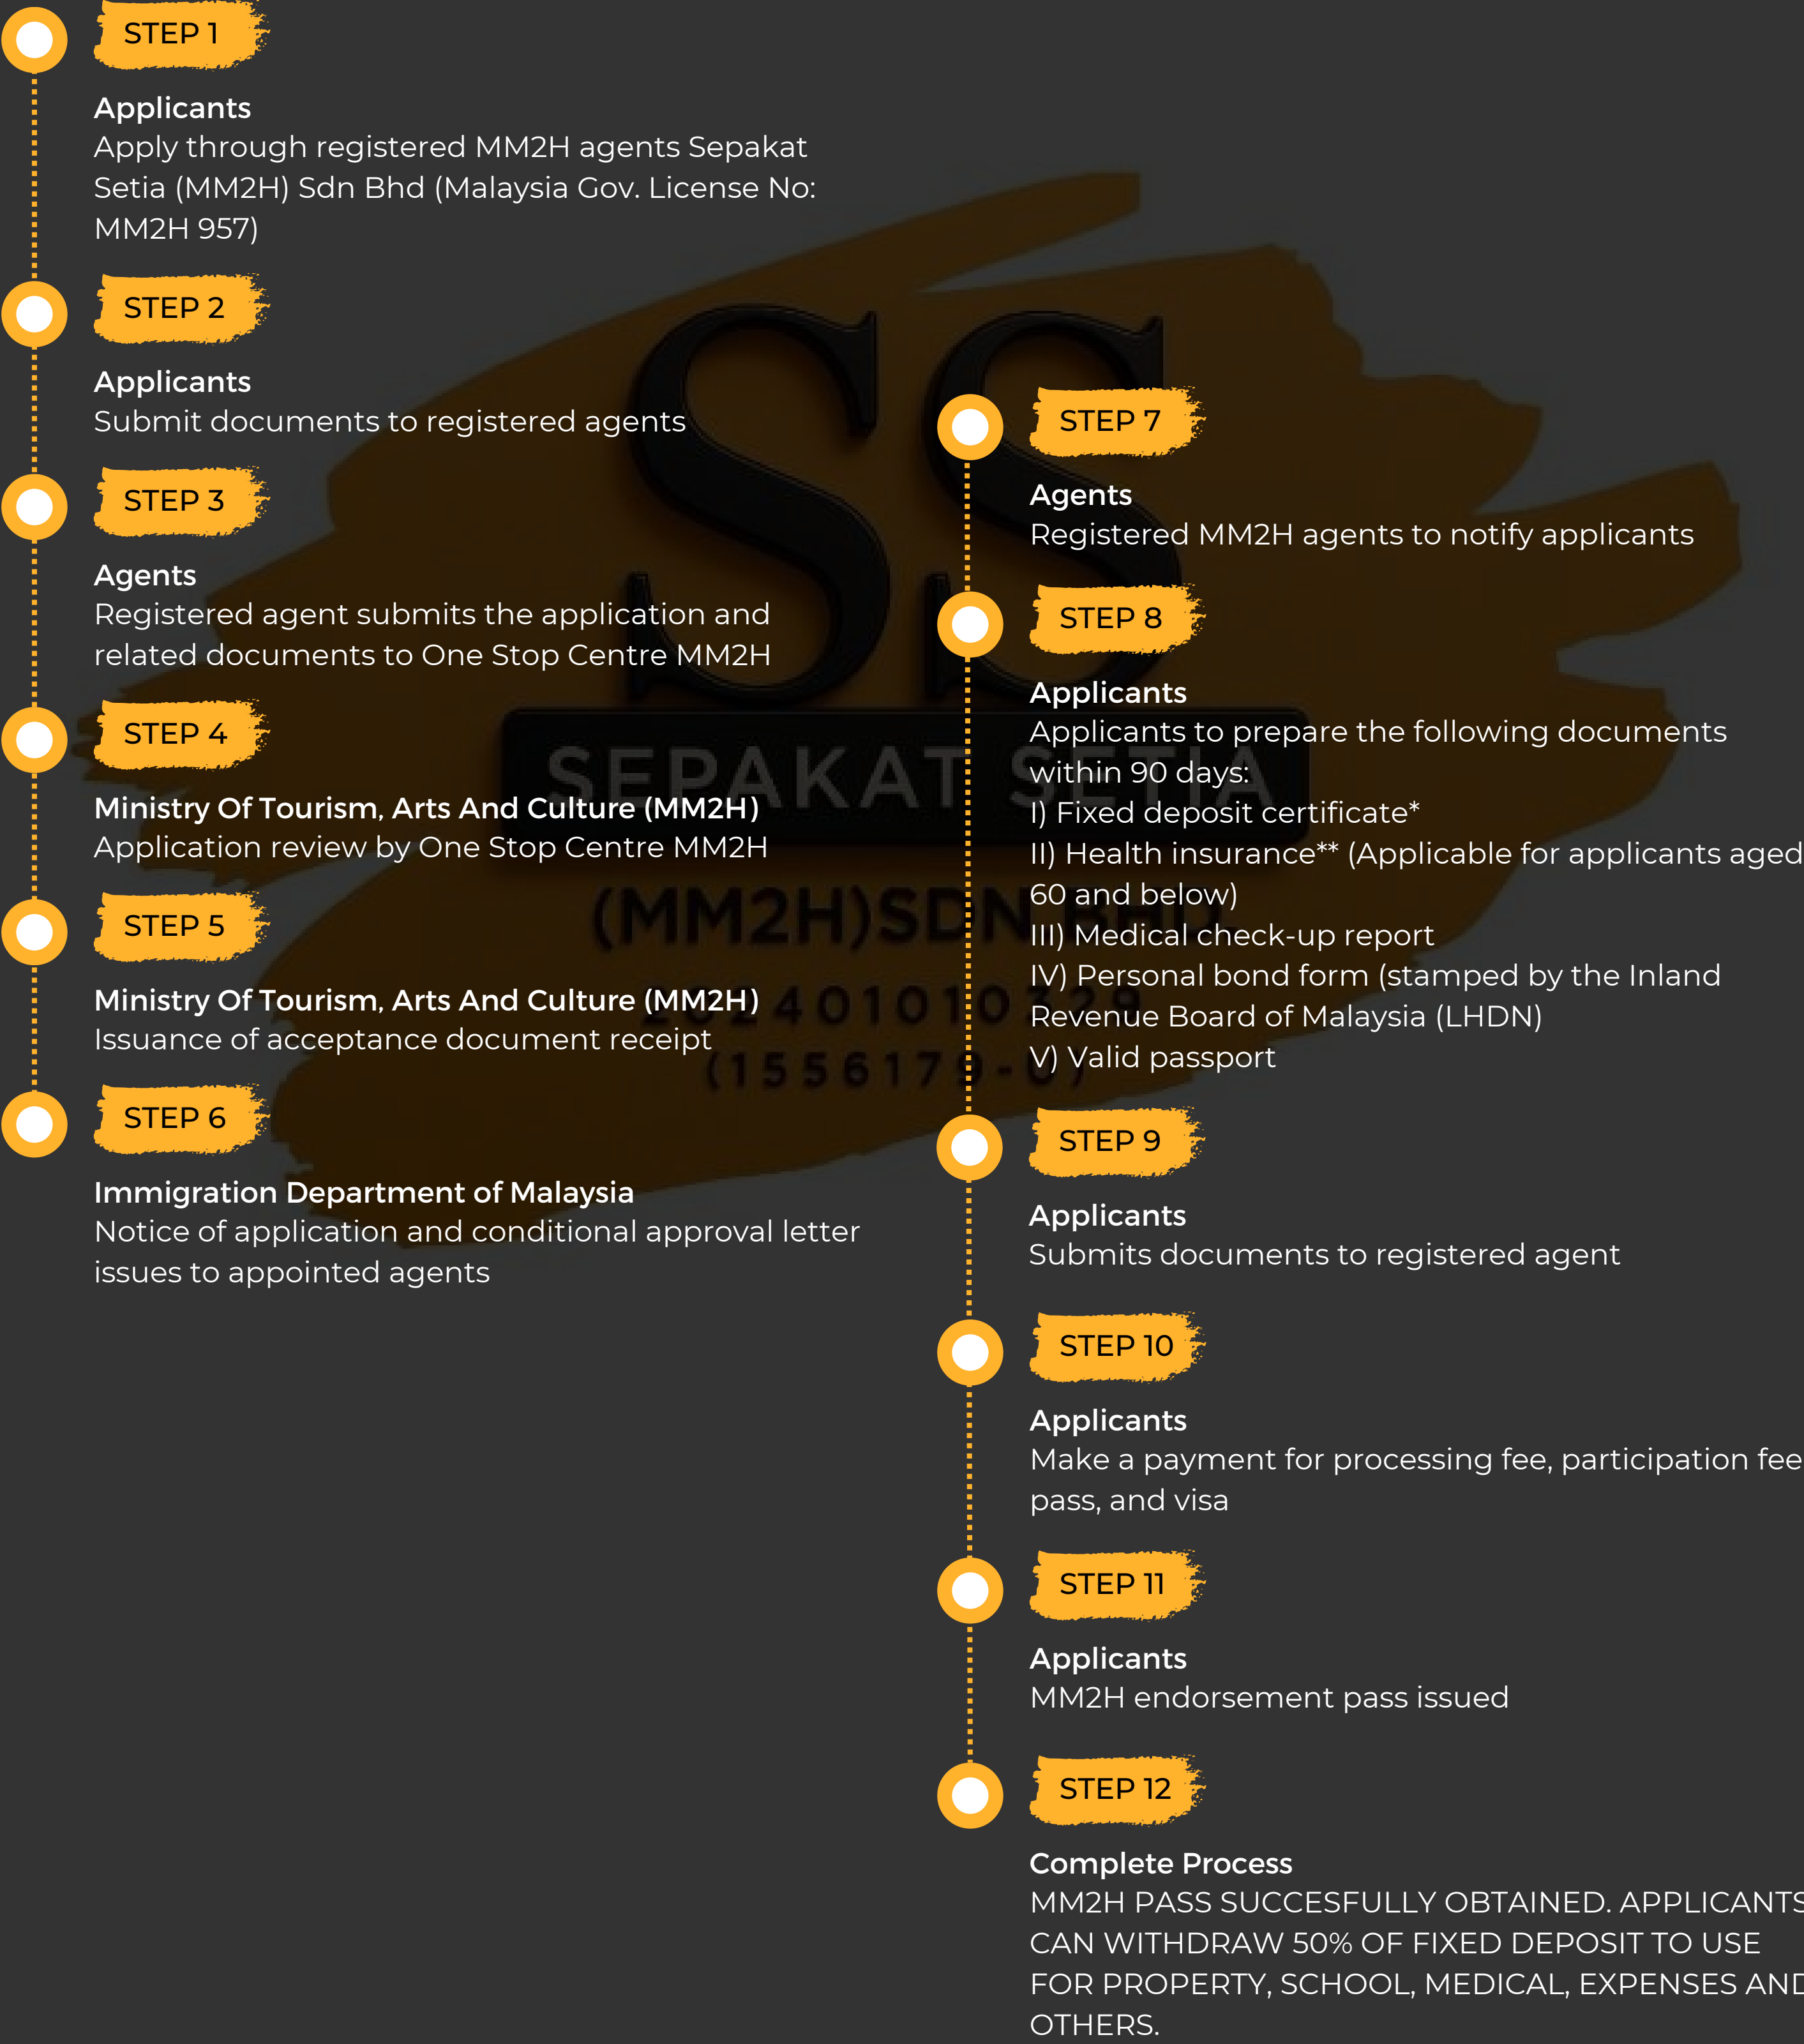 STEP 1
Applicants
Apply through registered MM2H agents Sepakat
Setia (MM2H) Sdn Bhd (Malaysia Gov. License No:
MM2H 957)
STEP 2
Applicants
Submit documents to registered agents
STEP 3
Agents
Registered agent submits the application and
related documents to One Stop Centre MM2H
STEP 4
Ministry Of Tourism, Arts And Culture (MM2H)
Application review by One Stop Centre MM2H
STEP 5
Ministry Of Tourism, Arts And Culture (MM2H)
Issuance of acceptance document receipt
STEP 6
Immigration Department of Malaysia
Notice of application and conditional approval letter
issues to appointed agents
STEP 7
Agents
Registered MM2H agents to notify applicants
STEP 8
Applicants
Applicants to prepare the following documents
within 90 days:
I) Fixed deposit certificate*
II) Health insurance** (Applicable for applicants aged
60 and below)
III) Medical check-up report
IV) Personal bond form (stamped by the Inland
Revenue Board of Malaysia (LHDN)
V) Valid passport
STEP 9
Applicants
Submits documents to registered agent
STEP 10
Applicants
Make a payment for processing fee, participation fee
pass, and visa
STEP 11
Applicants
MM2H endorsement pass issued
STEP 12
Complete Process
MM2H PASS SUCCESFULLY OBTAINED. APPLICANTS
CAN WITHDRAW 50% OF FIXED DEPOSIT TO USE
FOR PROPERTY, SCHOOL, MEDICAL, EXPENSES AND
OTHERS.
SS
SEPAKAT SETIA
(MM2H)SDN BHD
202401010329